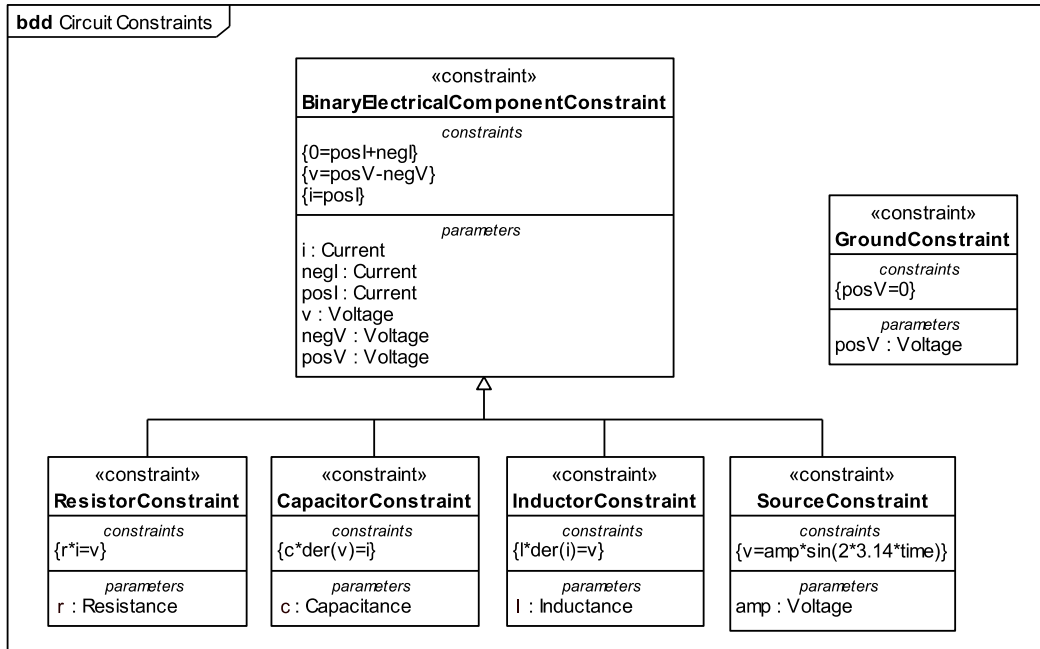 bdd Circuit Constraints
«constraint»
BinaryElectricalComponentConstraint
constraints
{0=posI+negI}
{v=posV-negV}
{i=posI}
parameters
i : Current
negI : Current
posI : Current
v : Voltage
negV : Voltage
posV : Voltage
«constraint»
GroundConstraint
constraints
{posV=0}
parameters
posV : Voltage
«constraint»
ResistorConstraint
constraints
{r*i=v}
parameters
r : Resistance
«constraint»
CapacitorConstraint
constraints
{c*der(v)=i}
parameters
c : Capacitance
«constraint»
InductorConstraint
constraints
{l*der(i)=v}
parameters
l : Inductance
«constraint»
SourceConstraint
constraints
{v=amp*sin(2*3.14*time)}
parameters
amp : Voltage